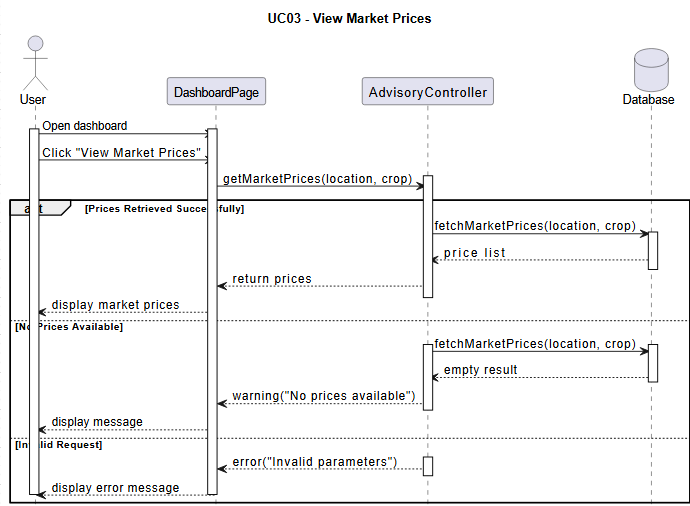 UC03 - View Market Prices
User
DashboardPage
AdvisoryController
Database
Open dashboard
Click "View Market Prices"
getMarketPrices(location, crop)
alt
[Prices Retrieved Successfully]
fetchMarketPrices(location, crop)
price list
return prices
display market prices
[No Prices Available]
fetchMarketPrices(location, crop)
empty result
warning("No prices available")
display message
[Invalid Request]
error("Invalid parameters")
display error message